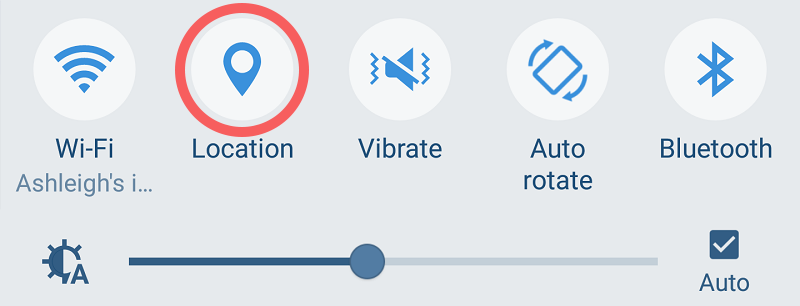 Wi-Fi
Location
Vibrate
Auto
rotate
Bluetooth
Ashleigh's i...
A
Auto